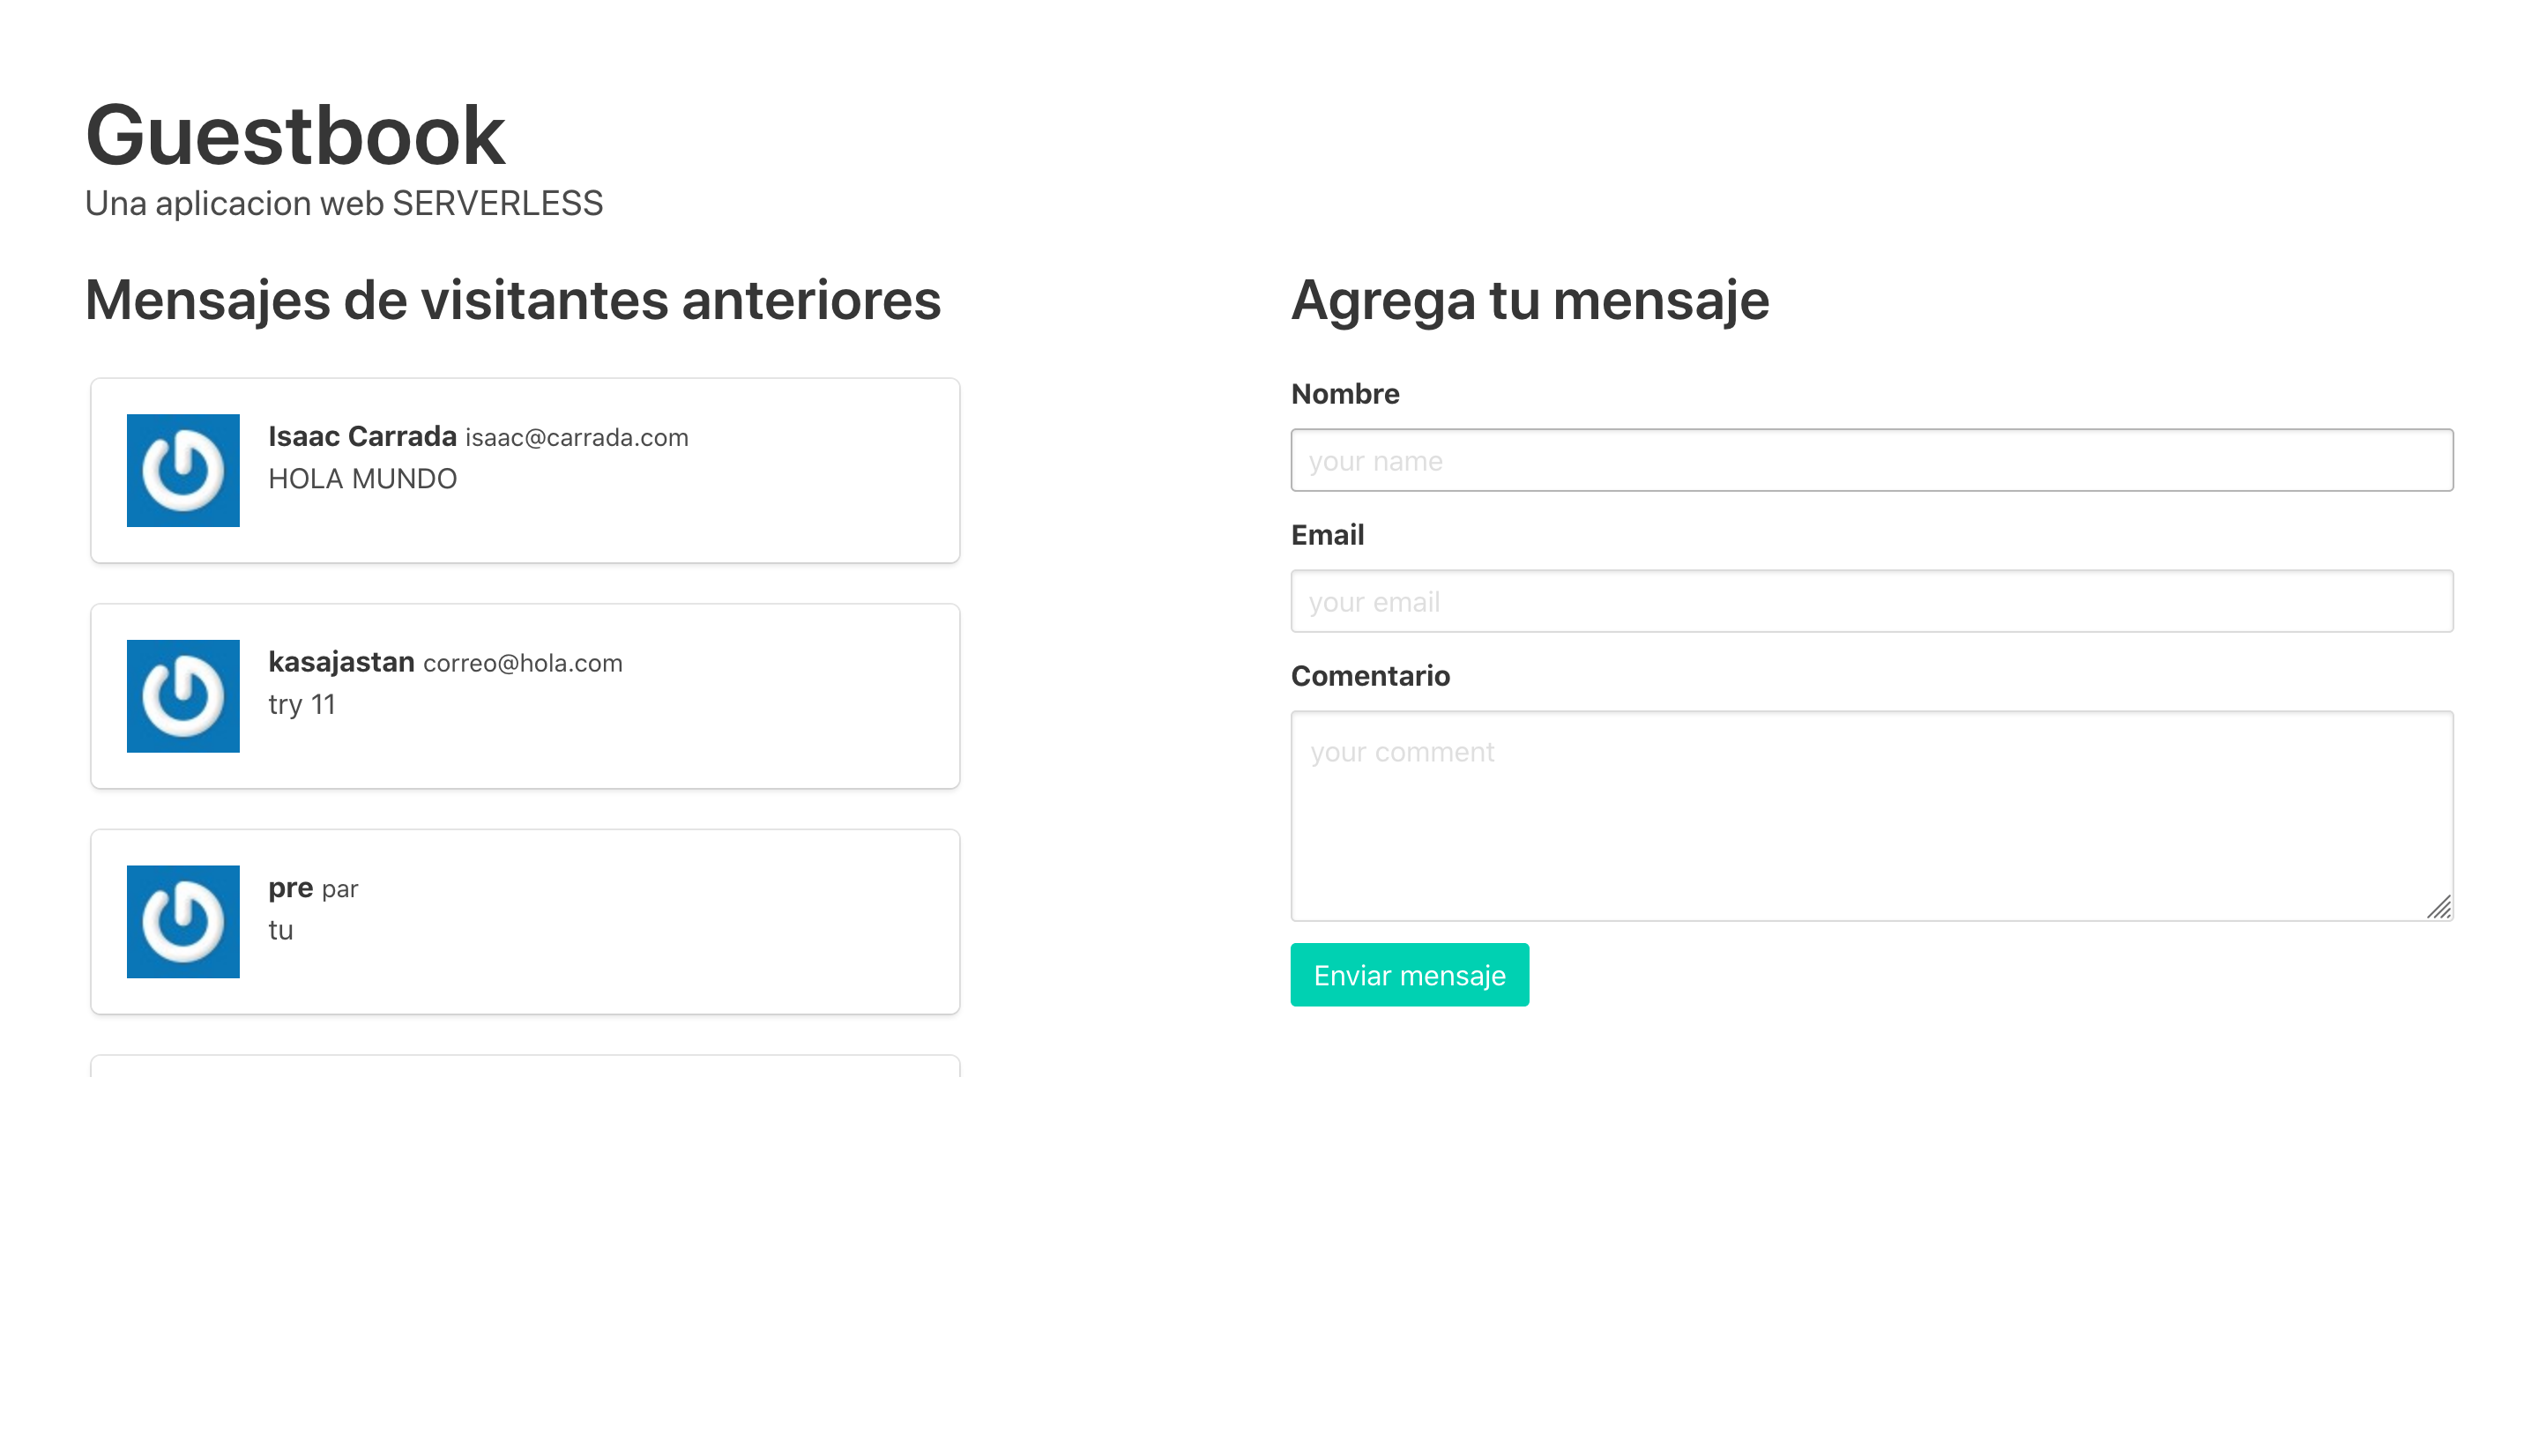 Guestbook
Una aplicacion web SERVERLESS
Mensajes de visitantes anteriores
Isaac Carrada isaac@carrada.com
HOLA MUNDO
kasajastan correo@hola.com
try 11
pre par
tu
Agrega tu mensaje
Nombre
your name
Email
your email
Comentario
your comment
Enviar mensaje